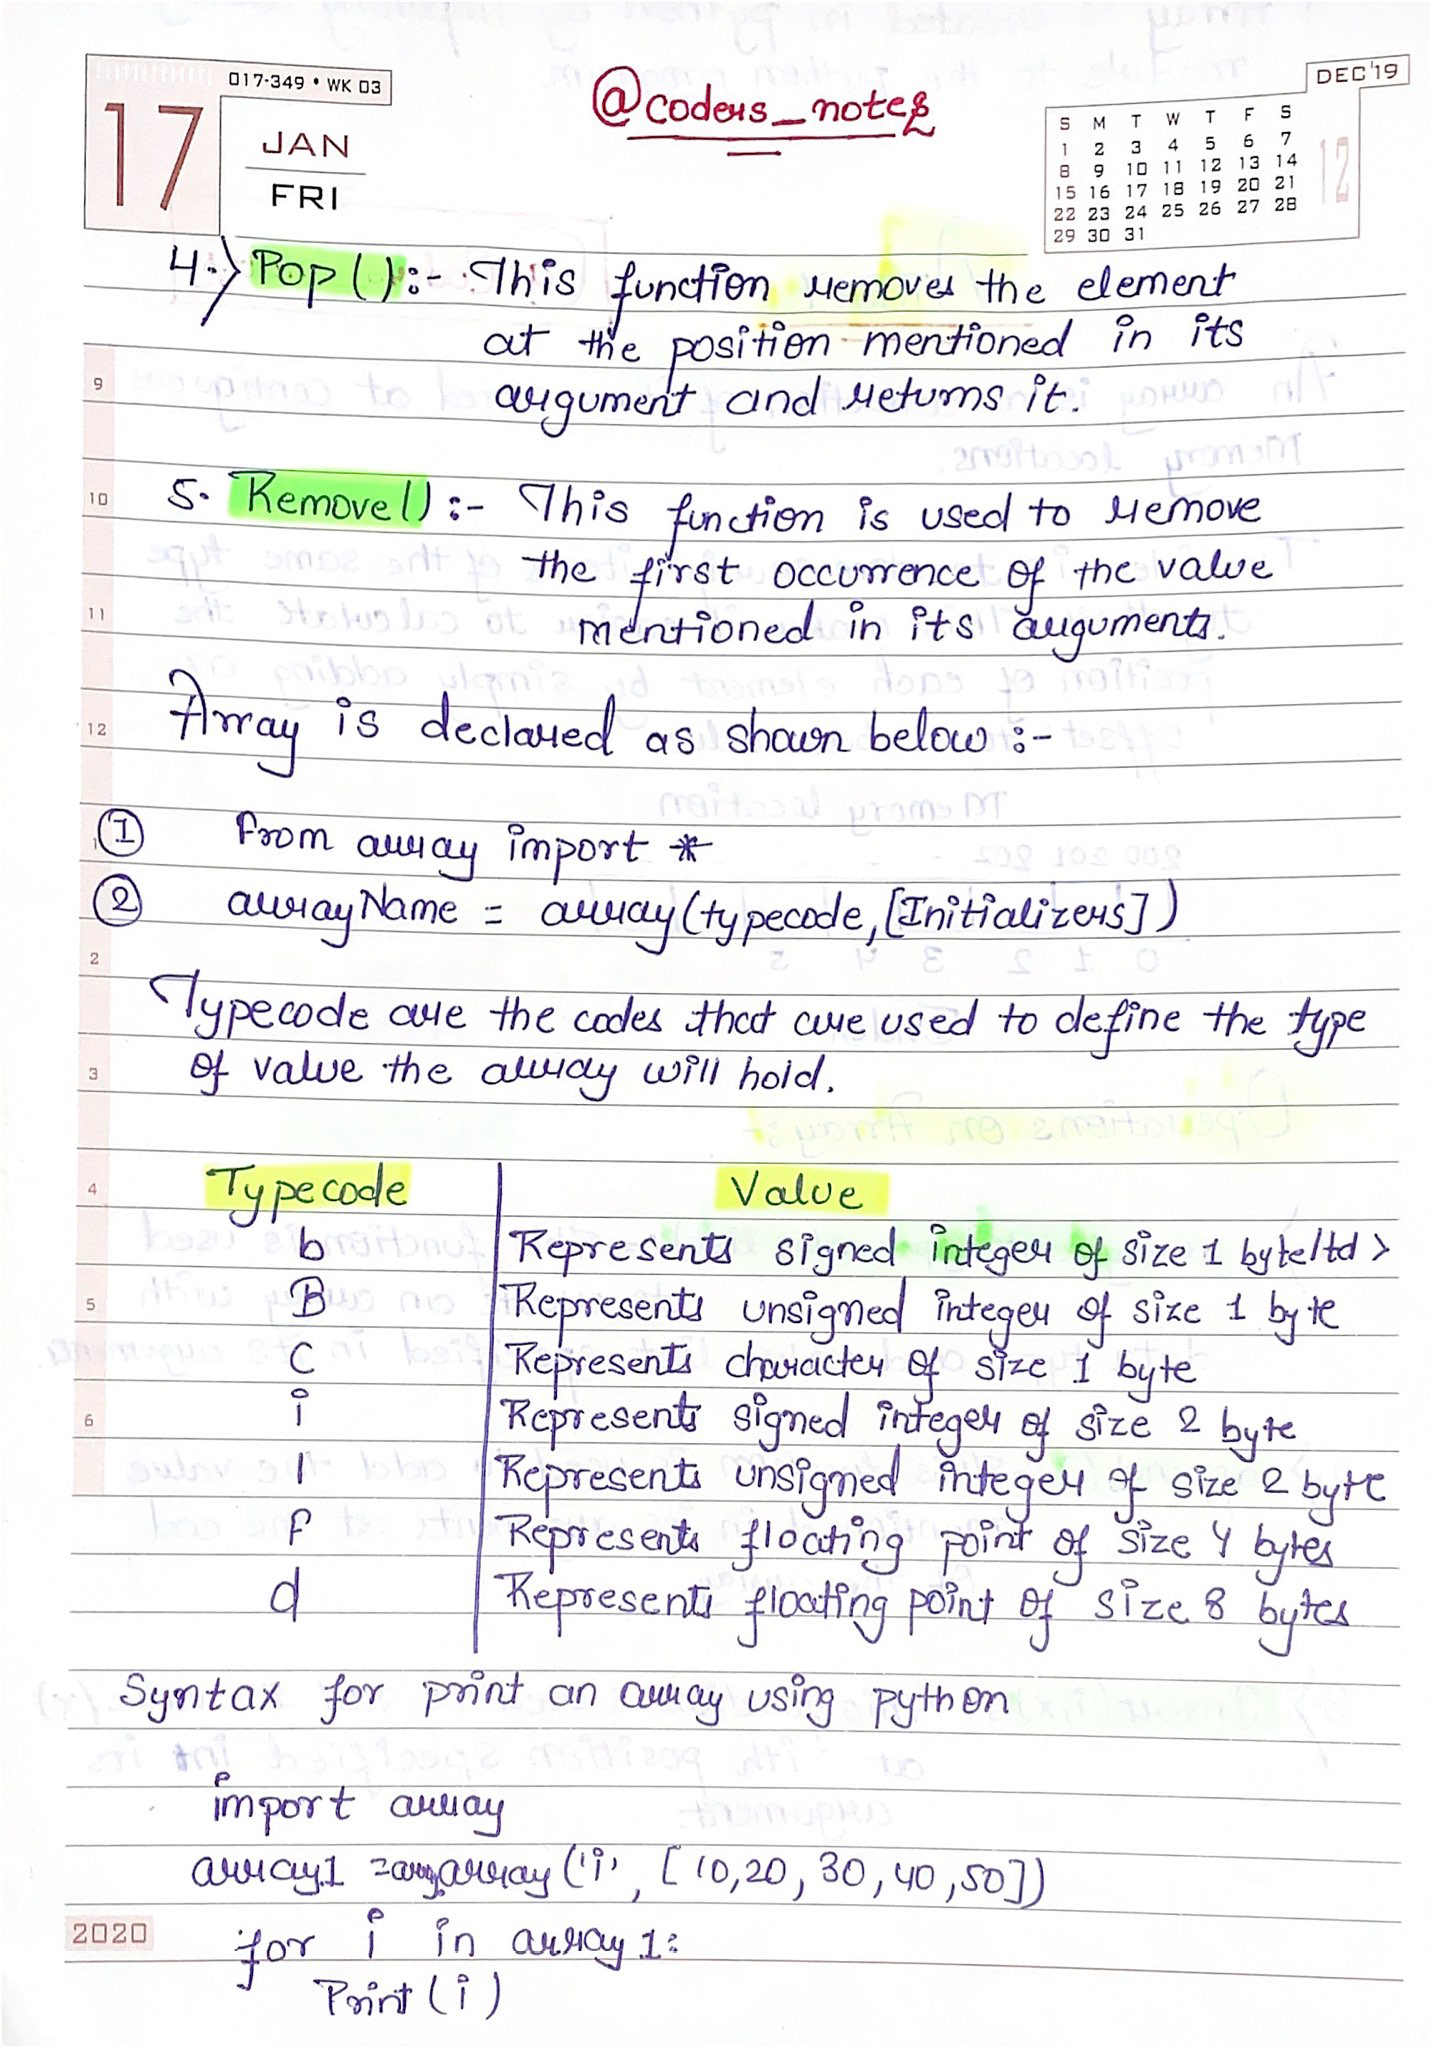 017-349 • WK 03
17
JAN
FRI
@coders_notes
DEC'19
S M T W T F S
1 2 3 4 5 6 7
8 9 10 11 12 13 14
15 16 17 18 19 20 21
22 23 24 25 26 27 28
29 30 31
12
4.) Pop():- This function removes the element
at the position mentioned in its
9
argument and returns it.
10
5. Remove():- This function is used to remove
the first occurrence of the value
11
mentioned in its arguments.
12
Array is declared as shown below:-
1
① from array import *
② arrayName = array(typecode,[Initializers])
2
Typecode are the codes that are used to define the type
3
of value the array will hold.
4
Typecode Value
b Represents signed integer of size 1 byte/td>
5
B Represents unsigned integer of size 1 byte
C Represents character of size 1 byte
6
i Represents signed integer of size 2 byte
I Represents unsigned integer of size 2 byte
f Represents floating point of size 4 bytes
d Represents floating point of size 8 bytes
Syntax for print an array using python
import array
array1 = array('i', [10,20,30,40,50])
2020
for i in array1:
Print(i)